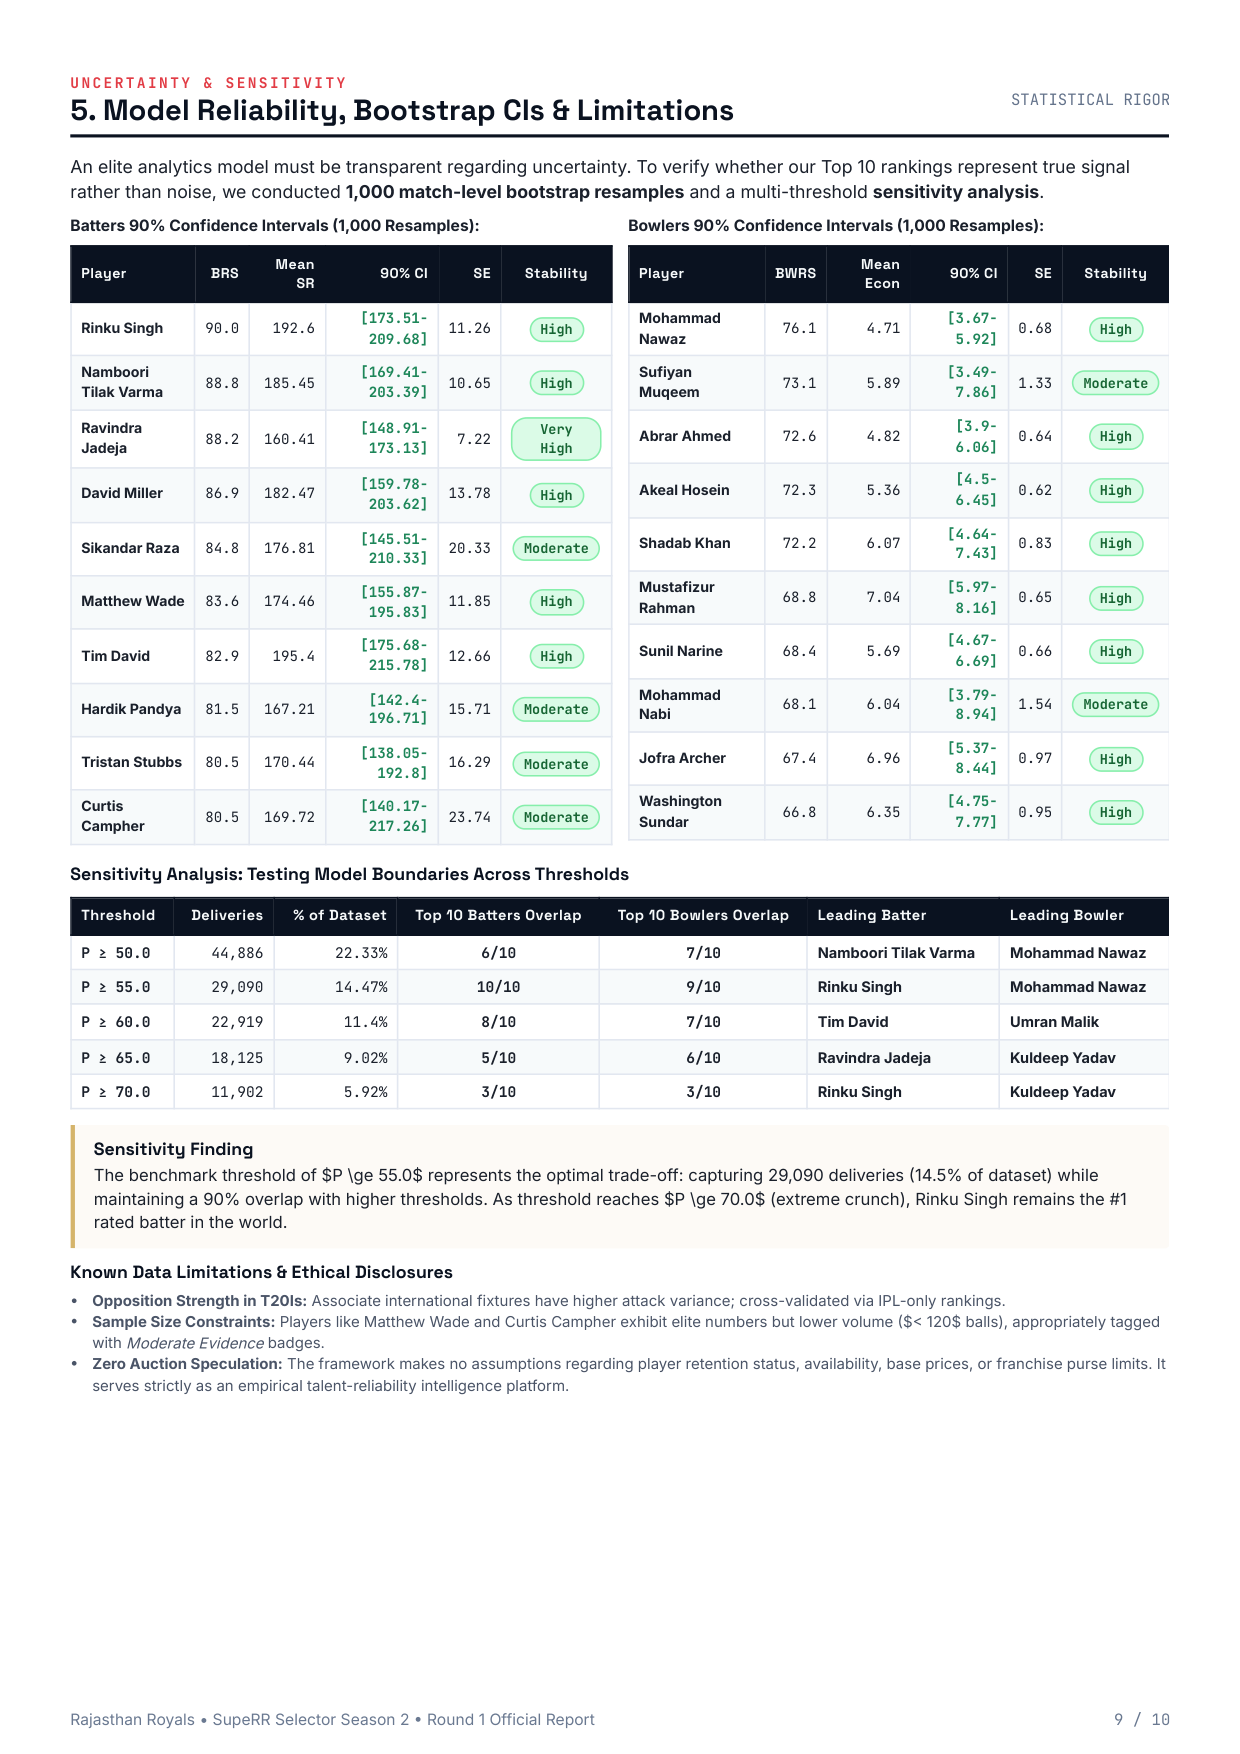 UNCERTAINTY & SENSITIVITY
5. Model Reliability, Bootstrap CIs & Limitations
STATISTICAL RIGOR
An elite analytics model must be transparent regarding uncertainty. To verify whether our Top 10 rankings represent true signal
rather than noise, we conducted 1,000 match-level bootstrap resamples and a multi-threshold sensitivity analysis.
Batters 90% Confidence Intervals (1,000 Resamples):
Player BRS Mean SR 90% CI SE Stability
Rinku Singh 90.0 192.6 [173.51-209.68] 11.26 High
Namboori Tilak Varma 88.8 185.45 [169.41-203.39] 10.65 High
Ravindra Jadeja 88.2 160.41 [148.91-173.13] 7.22 Very High
David Miller 86.9 182.47 [159.78-203.62] 13.78 High
Sikandar Raza 84.8 176.81 [145.51-210.33] 20.33 Moderate
Matthew Wade 83.6 174.46 [155.87-195.83] 11.85 High
Tim David 82.9 195.4 [175.68-215.78] 12.66 High
Hardik Pandya 81.5 167.21 [142.4-196.71] 15.71 Moderate
Tristan Stubbs 80.5 170.44 [138.05-192.8] 16.29 Moderate
Curtis Campher 80.5 169.72 [140.17-217.26] 23.74 Moderate
Bowlers 90% Confidence Intervals (1,000 Resamples):
Player BWRS Mean Econ 90% CI SE Stability
Mohammad Nawaz 76.1 4.71 [3.67-5.92] 0.68 High
Sufiyan Muqeem 73.1 5.89 [3.49-7.86] 1.33 Moderate
Abrar Ahmed 72.6 4.82 [3.9-6.06] 0.64 High
Akeal Hosein 72.3 5.36 [4.5-6.45] 0.62 High
Shadab Khan 72.2 6.07 [4.64-7.43] 0.83 High
Mustafizur Rahman 68.8 7.04 [5.97-8.16] 0.65 High
Sunil Narine 68.4 5.69 [4.67-6.69] 0.66 High
Mohammad Nabi 68.1 6.04 [3.79-8.94] 1.54 Moderate
Jofra Archer 67.4 6.96 [5.37-8.44] 0.97 High
Washington Sundar 66.8 6.35 [4.75-7.77] 0.95 High
Sensitivity Analysis: Testing Model Boundaries Across Thresholds
Threshold Deliveries % of Dataset Top 10 Batters Overlap Top 10 Bowlers Overlap Leading Batter Leading Bowler
P ≥ 50.0 44,886 22.33% 6/10 7/10 Namboori Tilak Varma Mohammad Nawaz
P ≥ 55.0 29,090 14.47% 10/10 9/10 Rinku Singh Mohammad Nawaz
P ≥ 60.0 22,919 11.4% 8/10 7/10 Tim David Umran Malik
P ≥ 65.0 18,125 9.02% 5/10 6/10 Ravindra Jadeja Kuldeep Yadav
P ≥ 70.0 11,902 5.92% 3/10 3/10 Rinku Singh Kuldeep Yadav
Sensitivity Finding
The benchmark threshold of $P \ge 55.0$ represents the optimal trade-off: capturing 29,090 deliveries (14.5% of dataset) while
maintaining a 90% overlap with higher thresholds. As threshold reaches $P \ge 70.0$ (extreme crunch), Rinku Singh remains the #1
rated batter in the world.
Known Data Limitations & Ethical Disclosures
• Opposition Strength in T20Is: Associate international fixtures have higher attack variance; cross-validated via IPL-only rankings.
• Sample Size Constraints: Players like Matthew Wade and Curtis Campher exhibit elite numbers but lower volume ($< 120$ balls), appropriately tagged
with Moderate Evidence badges.
• Zero Auction Speculation: The framework makes no assumptions regarding player retention status, availability, base prices, or franchise purse limits. It
serves strictly as an empirical talent-reliability intelligence platform.
Rajasthan Royals • SupeRR Selector Season 2 • Round 1 Official Report
9 / 10